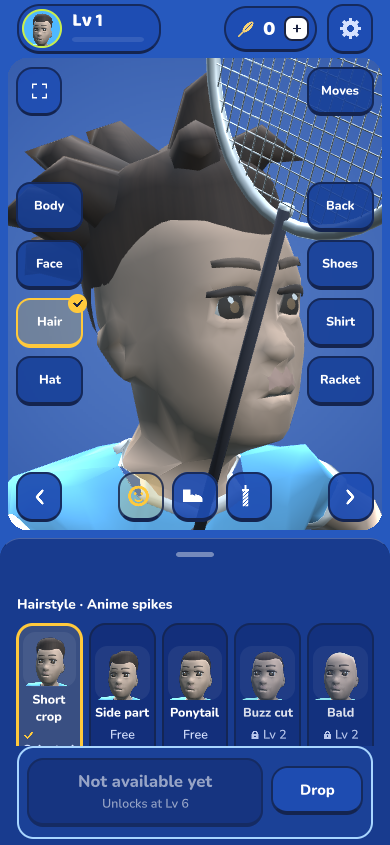 Lv 1
0
+
Moves
Body
Back
Face
Shoes
Hair
Shirt
Hat
Racket
Hairstyle · Anime spikes
Short crop
Side part
Ponytail
Buzz cut
Bald
Free
Free
Lv 2
Lv 2
Not available yet
Unlocks at Lv 6
Drop